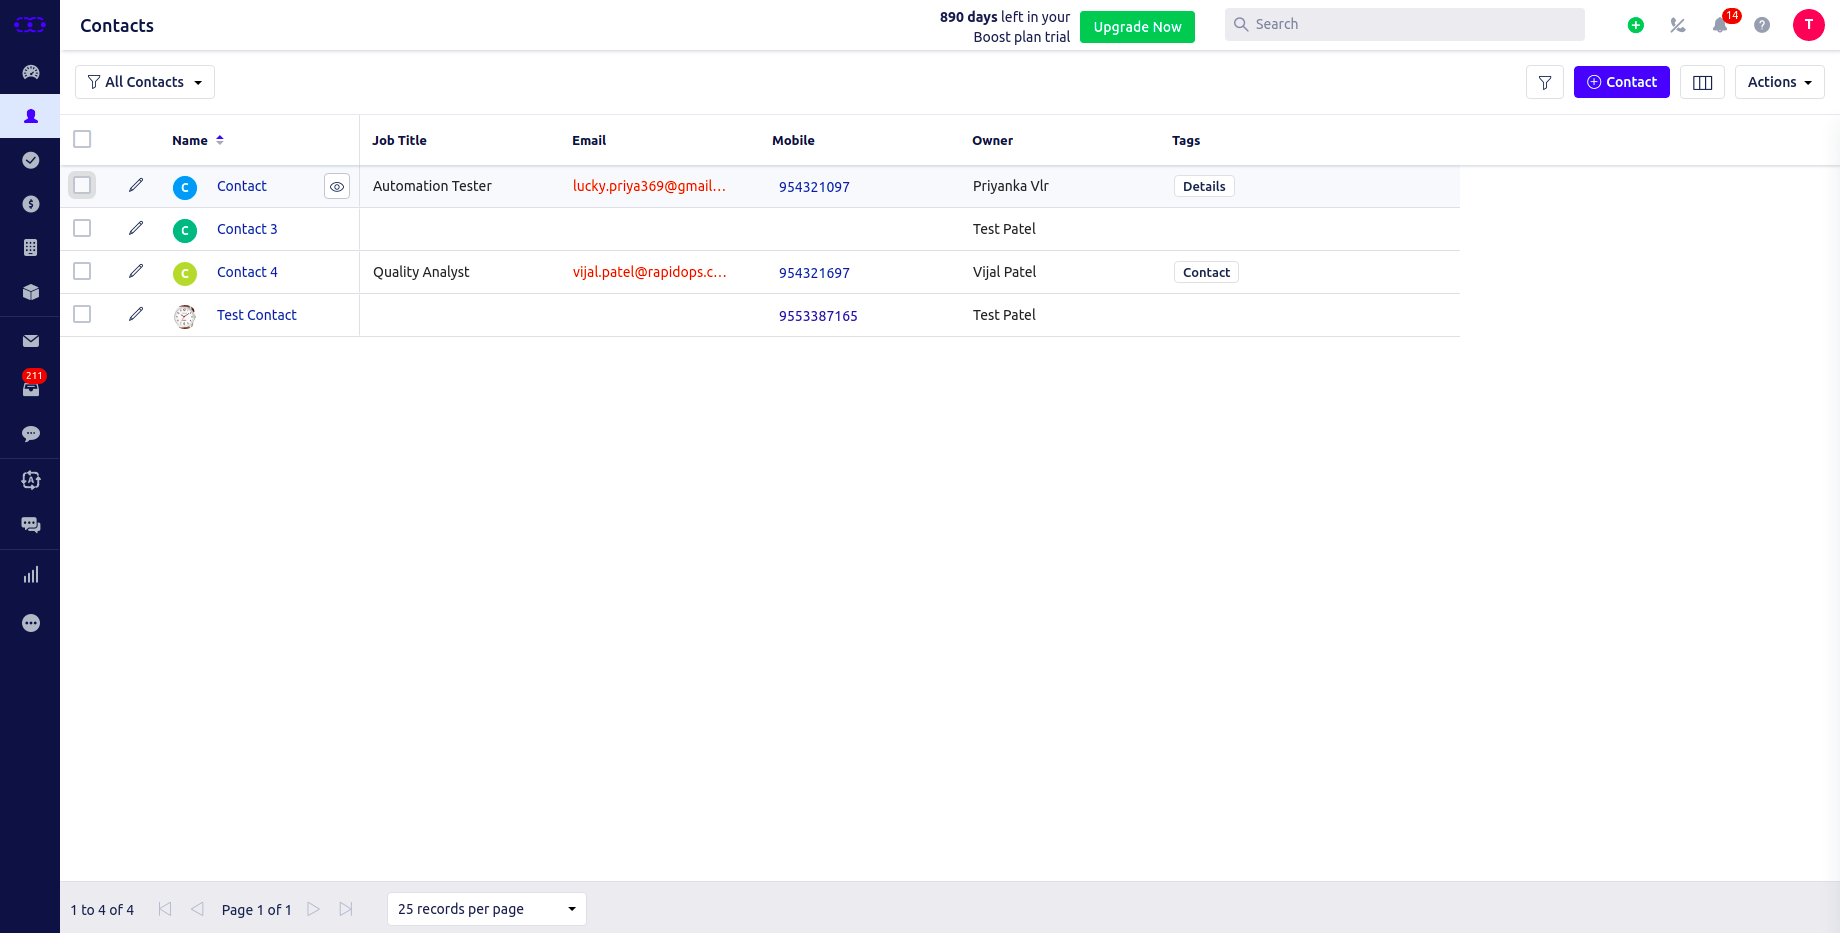 Contacts
890 days left in your
Boost plan trial
Upgrade Now
Search
14
?
T
All Contacts
Contact
Actions
Name
Job Title
Email
Mobile
Owner
Tags
C Contact Automation Tester lucky.priya369@gmail... 954321097 Priyanka Vlr Details
C Contact 3 Test Patel
C Contact 4 Quality Analyst vijal.patel@rapidops.c... 954321697 Vijal Patel Contact
Test Contact 9553387165 Test Patel
$
211
A
1 to 4 of 4
Page 1 of 1
25 records per page